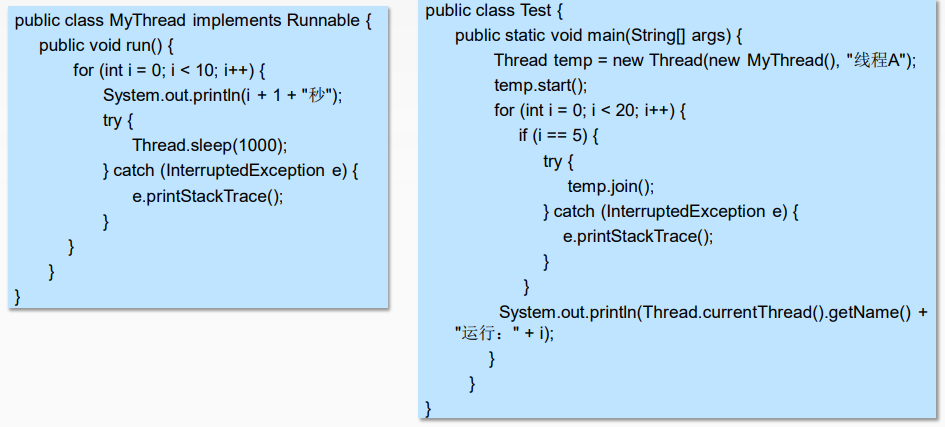 public class MyThread implements Runnable {
public void run() {
for (int i = 0; i < 10; i++) {
System.out.println(i + 1 + "秒");
try {
Thread.sleep(1000);
} catch (InterruptedException e) {
e.printStackTrace();
}
}
}
}
public class Test {
public static void main(String[] args) {
Thread temp = new Thread(new MyThread(), "线程A");
temp.start();
for (int i = 0; i < 20; i++) {
if (i == 5) {
try {
temp.join();
} catch (InterruptedException e) {
e.printStackTrace();
}
}
System.out.println(Thread.currentThread().getName() +
"运行：" + i);
}
}
}